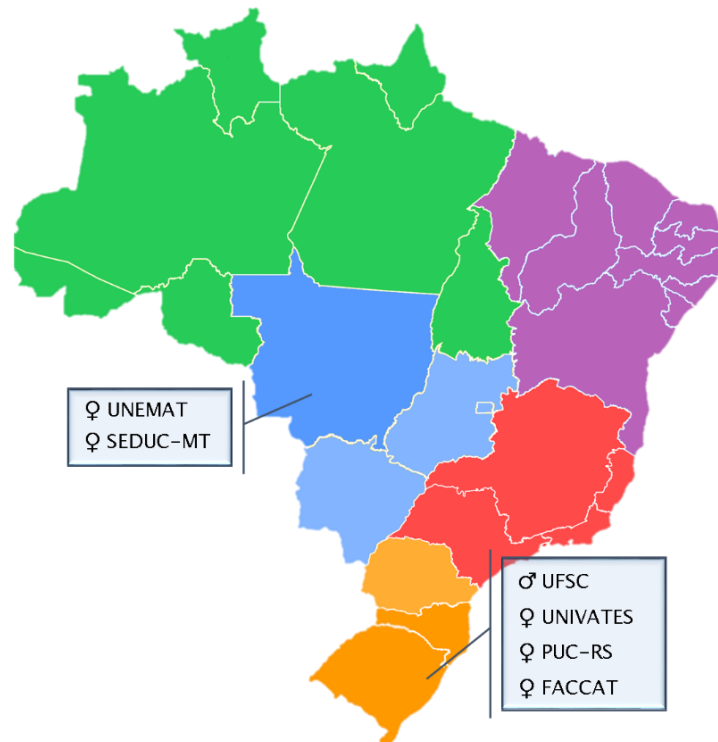 ♀ UNEMAT
♀ SEDUC-MT
♂ UFSC
♀ UNIVATES
♀ PUC-RS
♀ FACCAT